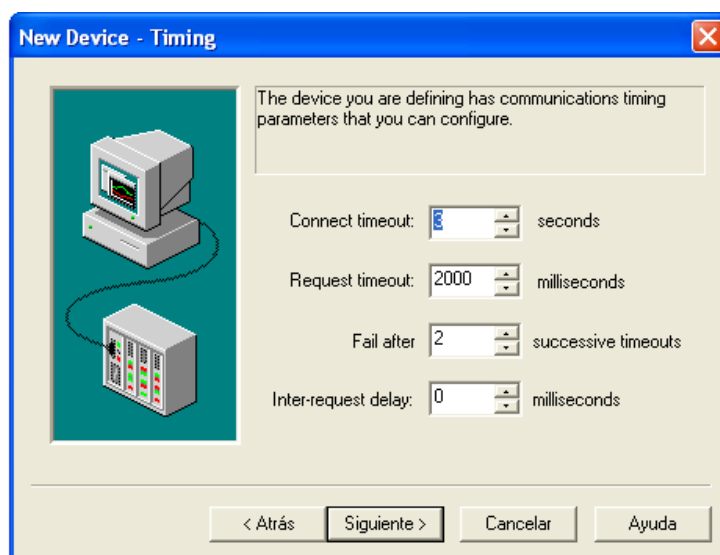 New Device - Timing
The device you are defining has communications timing
parameters that you can configure.
Connect timeout: 3 seconds
Request timeout: 2000 milliseconds
Fail after 2 successive timeouts
Inter-request delay: 0 milliseconds
< Atrás Siguiente > Cancelar Ayuda